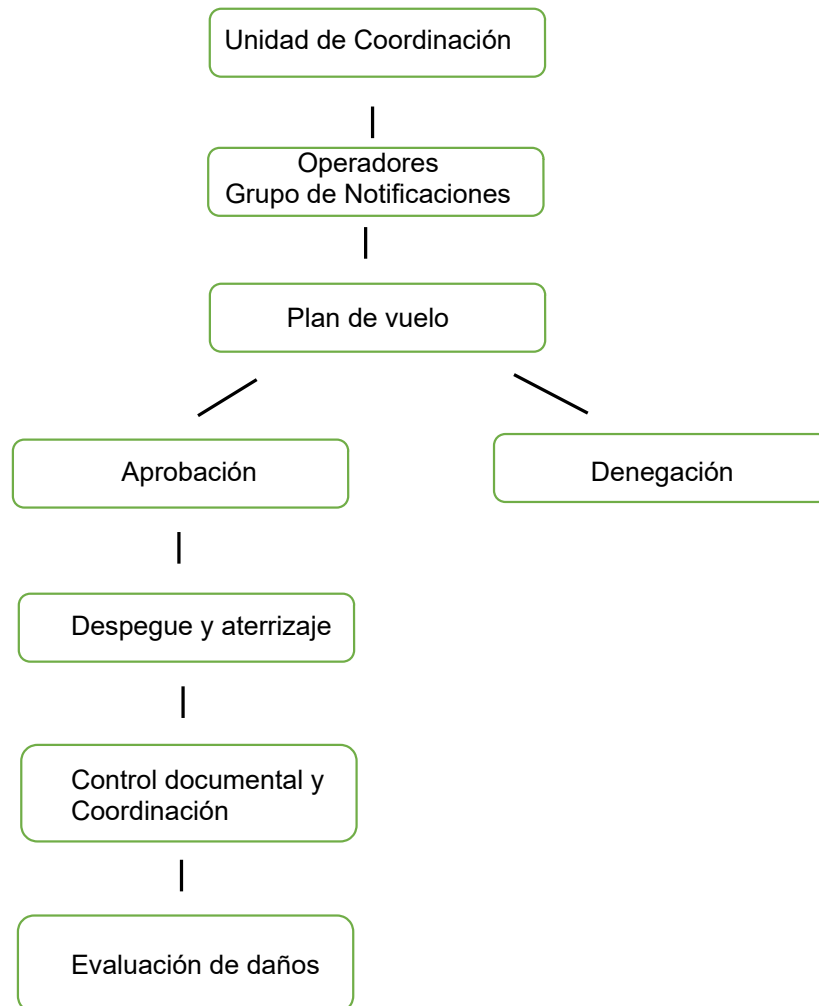 Unidad de Coordinación
Operadores
Grupo de Notificaciones
Plan de vuelo
Aprobación
Denegación
Despegue y aterrizaje
Control documental y
Coordinación
Evaluación de daños